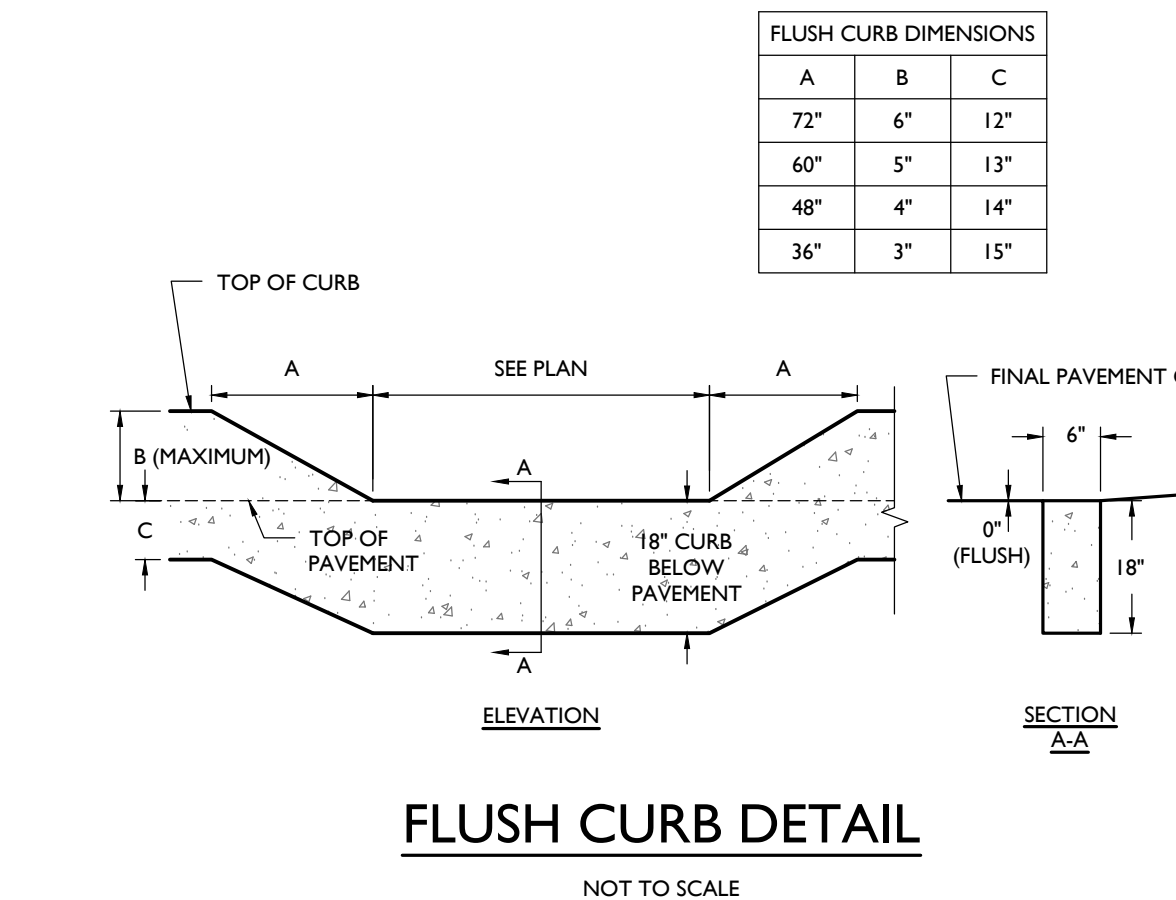 FLUSH CURB DIMENSIONS
A B C
72" 6" 12"
60" 5" 13"
48" 4" 14"
36" 3" 15"
TOP OF CURB
A
SEE PLAN
A
FINAL PAVEMENT
B (MAXIMUM)
C
TOP OF
PAVEMENT
A
18" CURB
BELOW
PAVEMENT
A
6"
0"
(FLUSH)
18"
ELEVATION
SECTION
A-A
FLUSH CURB DETAIL
NOT TO SCALE